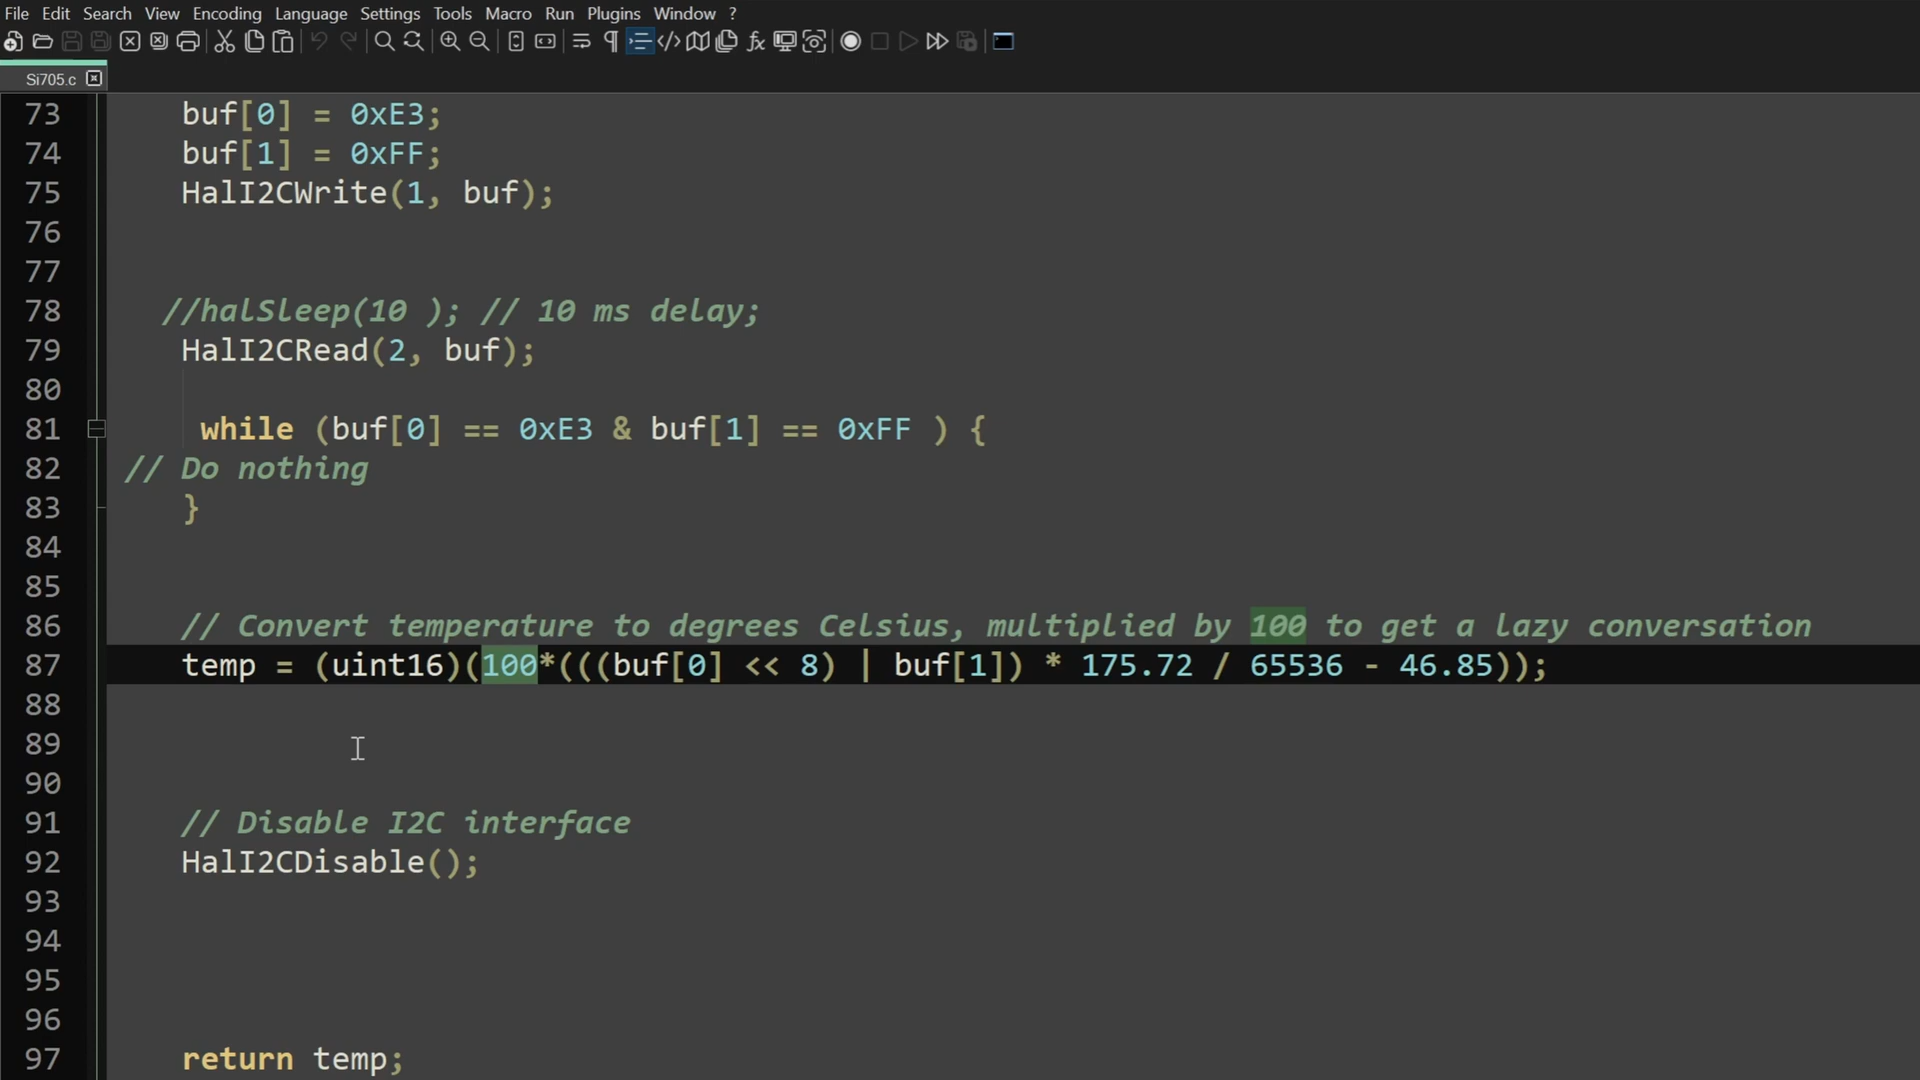 File Edit Search View Encoding Language Settings Tools Macro Run Plugins Window ?
Si705.c
73 buf[0] = 0xE3;
74 buf[1] = 0xFF;
75 HalI2CWrite(1, buf);
76
77
78 //halSleep(10 ); // 10 ms delay;
79 HalI2CRead(2, buf);
80
81 while (buf[0] == 0xE3 & buf[1] == 0xFF ) {
82 // Do nothing
83 }
84
85
86 // Convert temperature to degrees Celsius, multiplied by 100 to get a lazy conversation
87 temp = (uint16)(100*(((buf[0] << 8) | buf[1]) * 175.72 / 65536 - 46.85));
88
89
90
91 // Disable I2C interface
92 HalI2CDisable();
93
94
95
96
97 return temp;